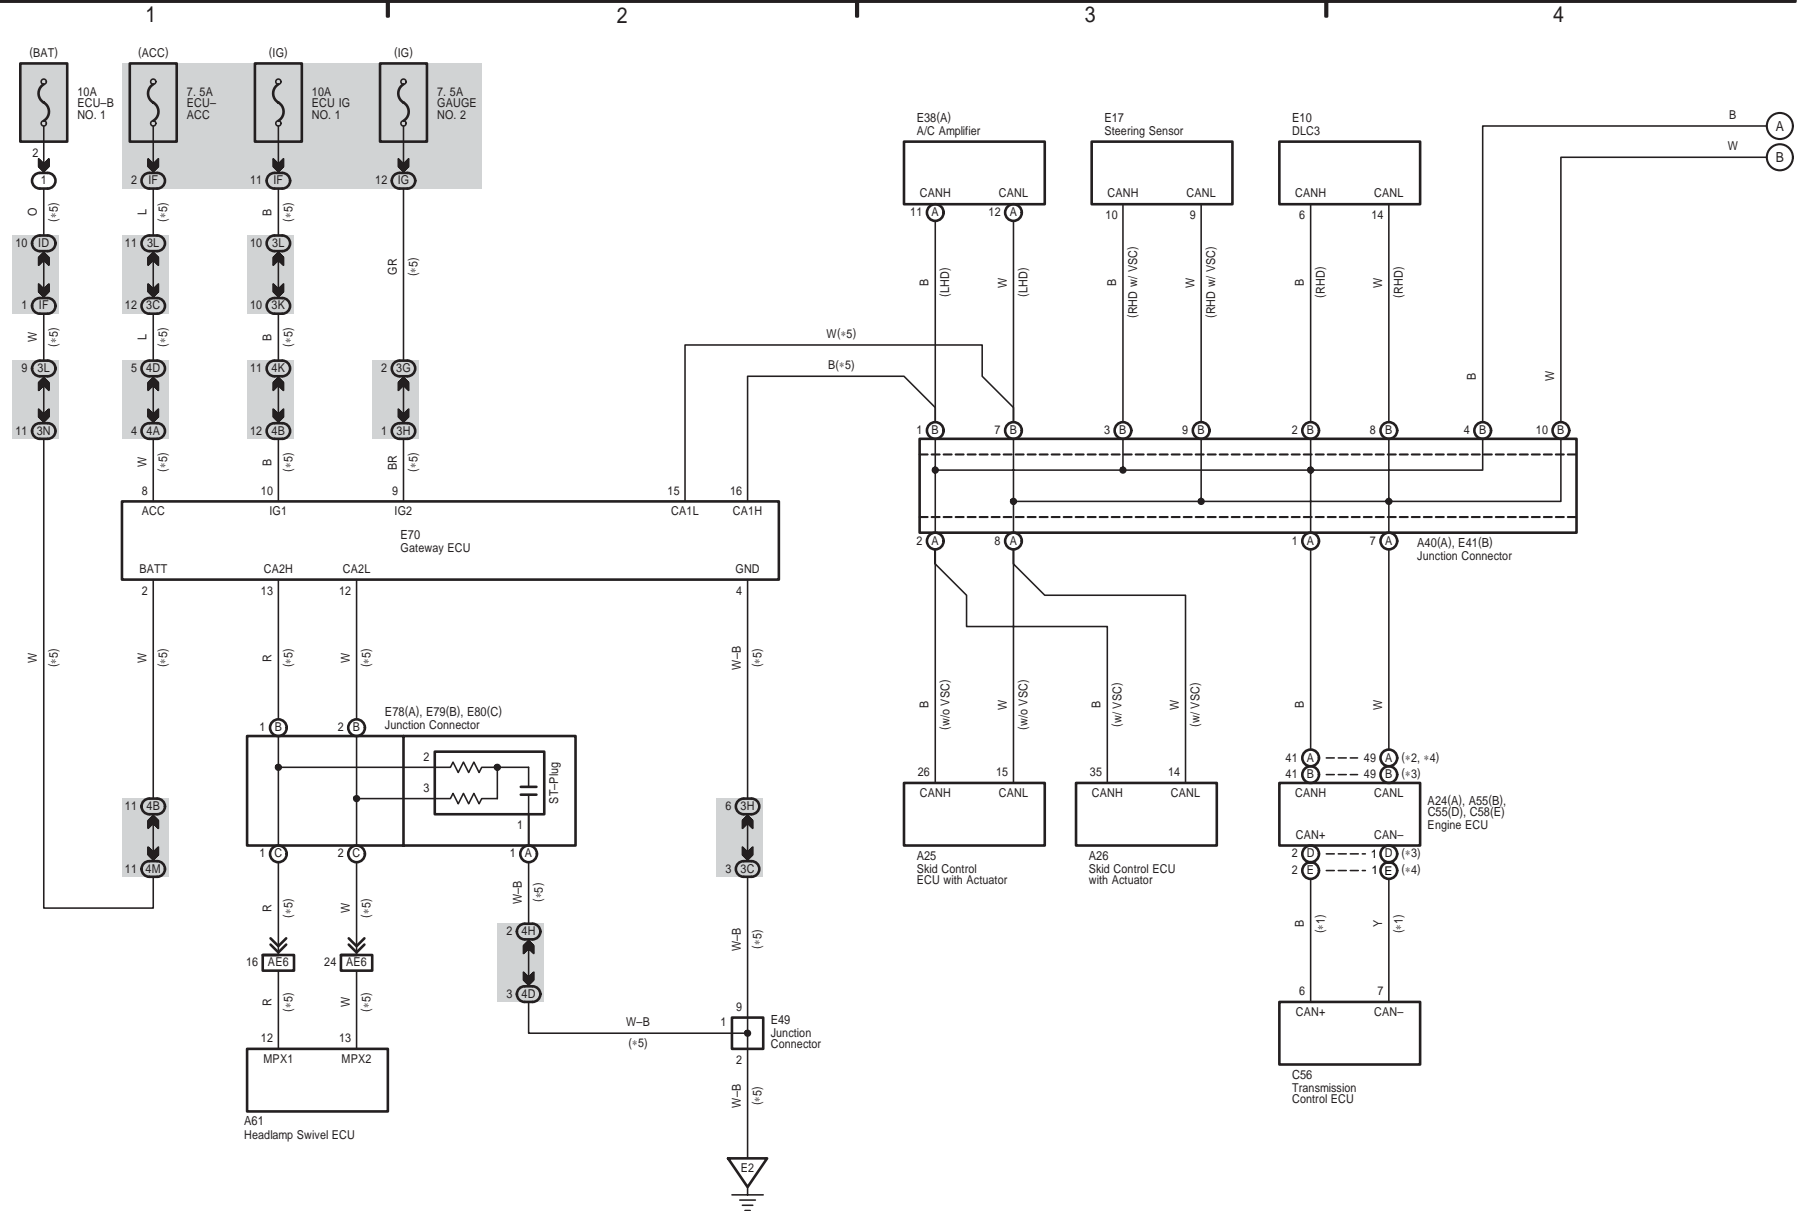 1 2 3 4
(BAT) (ACC) (IG) (IG)
10A
ECU–B
NO. 1
7. 5A
ECU–
ACC
10A
ECU IG
NO. 1
7. 5A
GAUGE
NO. 2
2
1
2 IF
11 IF
12 IG
O (∗5)
L (∗5)
B (∗5)
10 ID
11 3L
10 3L
GR (∗5)
1 IF
12 3C
10 3K
W (∗5)
L (∗5)
B (∗5)
9 3L
5 4D
11 4K
2 3G
11 3N
4 4A
12 4B
1 3H
W (∗5)
B (∗5)
BR (∗5)
W(∗5)
B(∗5)
8 10 9 15 16
ACC IG1 IG2 CA1L CA1H
E70
Gateway ECU
BATT CA2H CA2L GND
2 13 12 4
W (∗5)
W (∗5)
R (∗5)
W (∗5)
W–B (∗5)
E78(A), E79(B), E80(C)
Junction Connector
1 B
2 B
2
3
ST–Plug
1
1 C
2 C
1 A
11 4B
11 4M
6 3H
3 3C
R (∗5)
W (∗5)
W–B (∗5)
W–B (∗5)
2 4H
3 4D
16 AE6
24 AE6
R (∗5)
W (∗5)
12 13
MPX1 MPX2
A61
Headlamp Swivel ECU
W–B
(∗5)
9
1
2
E49
Junction
Connector
W–B (∗5)
E2
E38(A)
A/C Amplifier
CANH CANL
11 A
12 A
B (LHD)
W (LHD)
E17
Steering Sensor
CANH CANL
10 9
B (RHD w/ VSC)
W (RHD w/ VSC)
E10
DLC3
CANH CANL
6 14
B (RHD)
W (RHD)
B A
W B
B
W
1 B
7 B
3 B
9 B
2 B
8 B
4 B
10 B
2 A
8 A
1 A
7 A
A40(A), E41(B)
Junction Connector
B (w/o VSC)
W (w/o VSC)
B (w/ VSC)
W (w/ VSC)
B
W
26 15
CANH CANL
A25
Skid Control
ECU with Actuator
35 14
CANH CANL
A26
Skid Control ECU
with Actuator
41 A 49 A (∗2, ∗4)
41 B 49 B (∗3)
CANH CANL
CAN+ CAN–
A24(A), A55(B),
C55(D), C58(E)
Engine ECU
2 D 1 D (∗3)
2 E 1 E (∗4)
B (∗1)
Y (∗1)
6 7
CAN+ CAN–
C56
Transmission
Control ECU